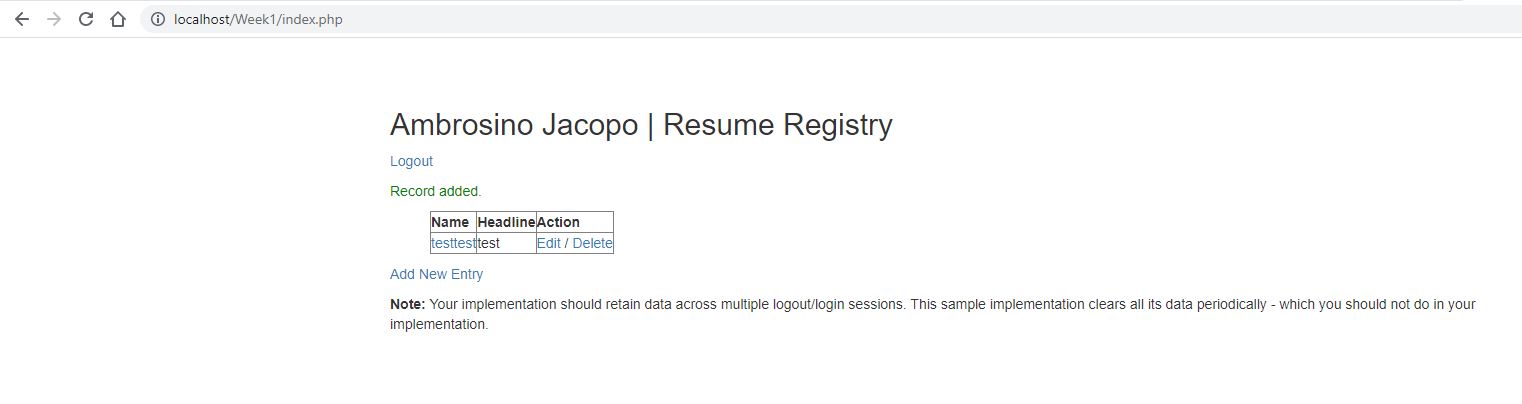 localhost/Week1/index.php
Ambrosino Jacopo | Resume Registry
Logout
Record added.
Name Headline Action
testtest test Edit / Delete
Add New Entry
Note: Your implementation should retain data across multiple logout/login sessions. This sample implementation clears all its data periodically - which you should not do in your
implementation.